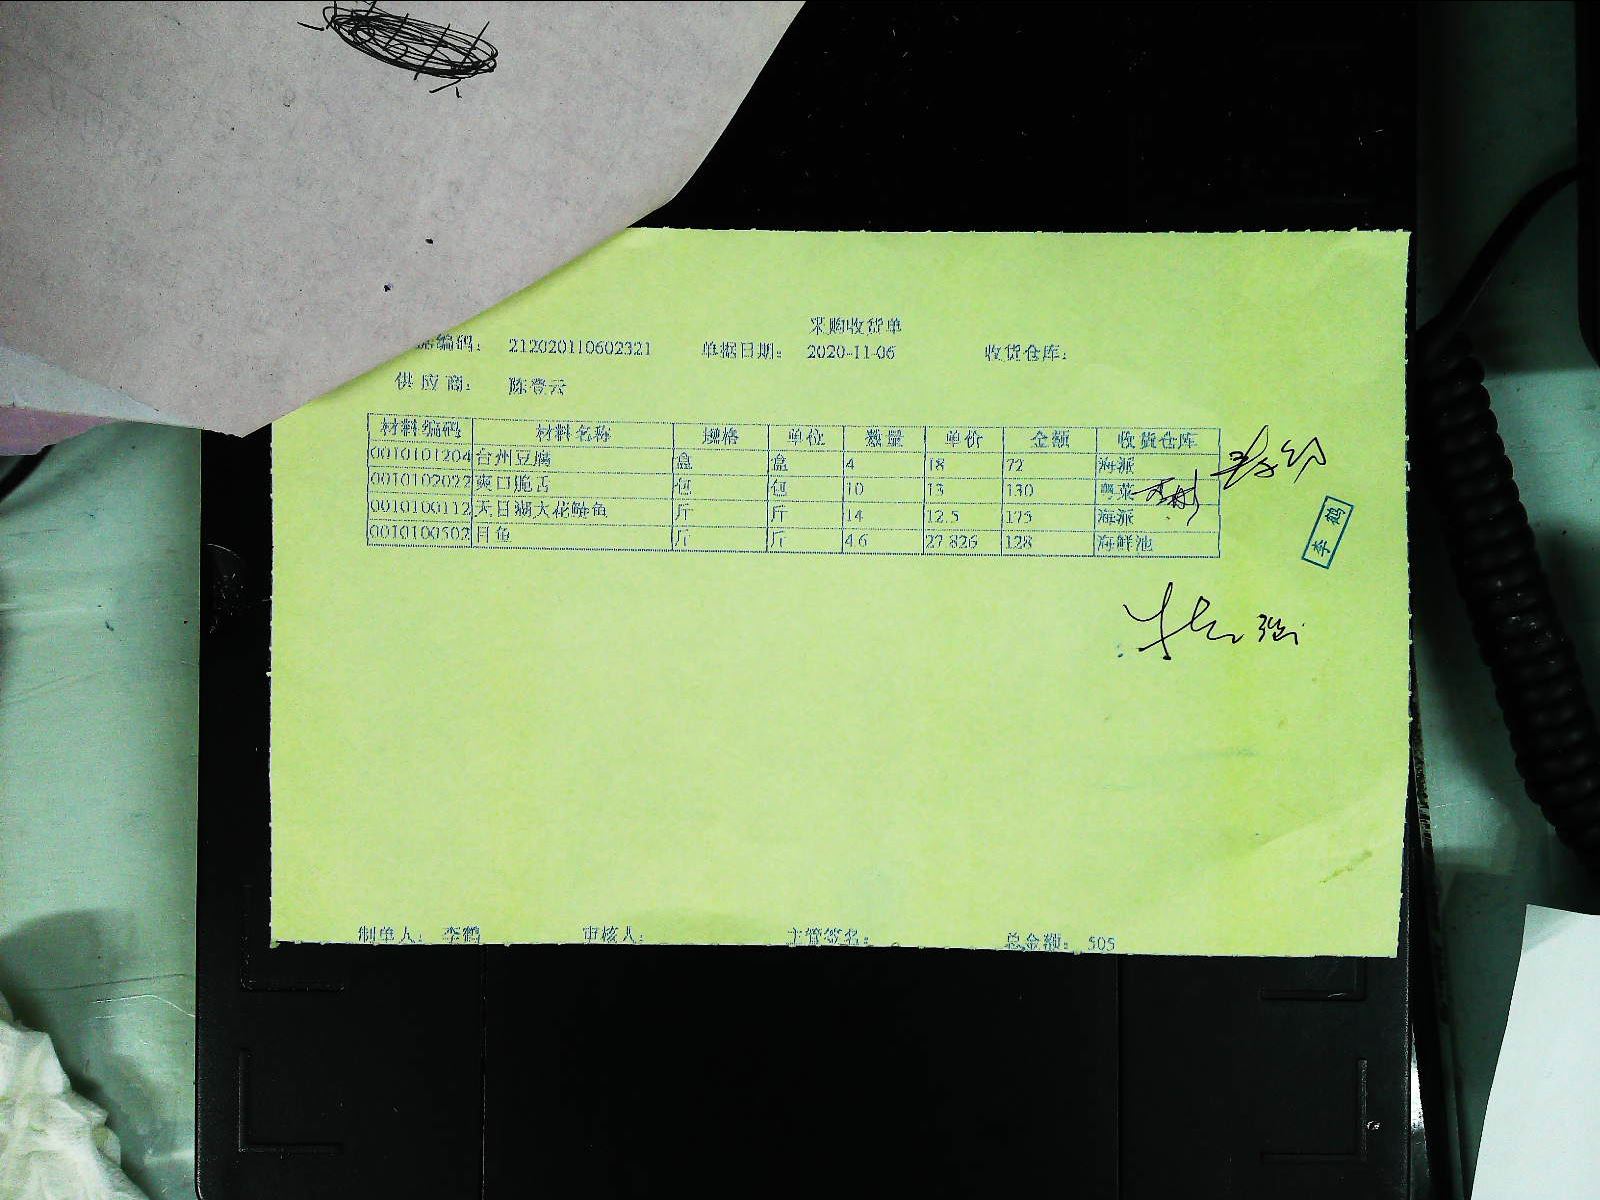 采购收货单
据编码： 212020110602321 单据日期： 2020-11-06 收货仓库：
供应商： 陈登云
材料编码 材料名称 规格 单位 数量 单价 金额 收货仓库
0010101204 台州豆腐 盒 盒 4 18 72 海派
0010102022 爽口脆舌 包 包 10 13 130 粤菜
0010100112 天目湖大花鲢鱼 斤 斤 14 12.5 175 海派
0010100502 目鱼 斤 斤 4.6 27.826 128 海鲜池
李鹤
制单人： 李鹤 审核人： 主管签名： 总金额： 505